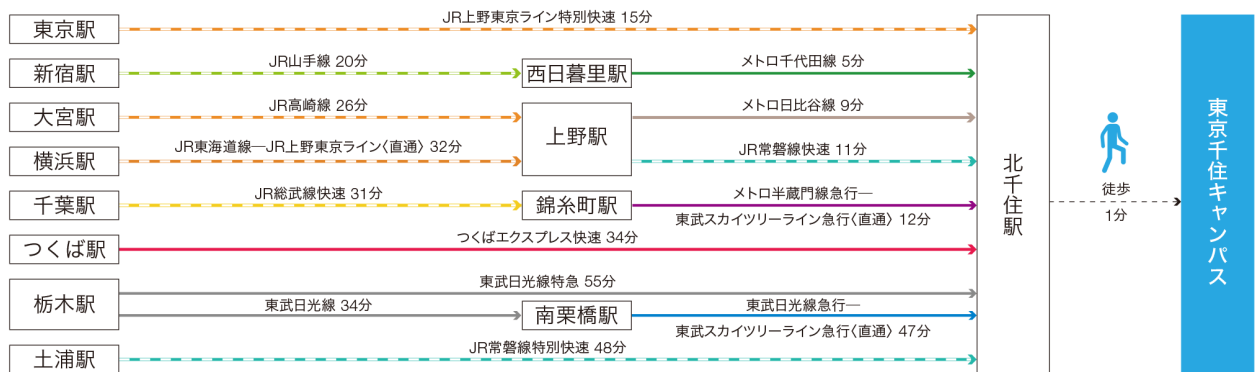 東京駅
JR上野東京ライン特別快速 15分
新宿駅
JR山手線 20分
西日暮里駅
メトロ千代田線 5分
大宮駅
JR高崎線 26分
上野駅
メトロ日比谷線 9分
横浜駅
JR東海道線—JR上野東京ライン〈直通〉 32分
JR常磐線快速 11分
千葉駅
JR総武線快速 31分
錦糸町駅
メトロ半蔵門線急行—
東武スカイツリーライン急行〈直通〉 12分
つくば駅
つくばエクスプレス快速 34分
栃木駅
東武日光線特急 55分
東武日光線 34分
南栗橋駅
東武日光線急行—
東武スカイツリーライン急行〈直通〉 47分
土浦駅
JR常磐線特別快速 48分
北千住駅
徒歩
1分
東京千住キャンパス